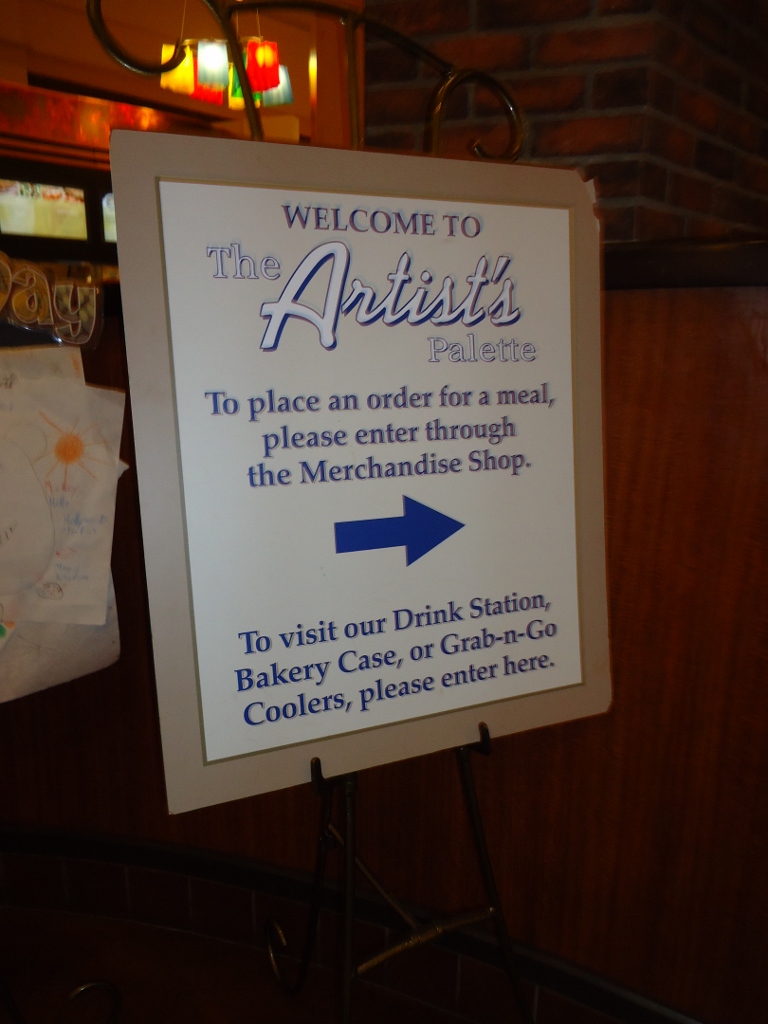 WELCOME TO
The
Artist's
Palette
To place an order for a meal,
please enter through
the Merchandise Shop.
To visit our Drink Station,
Bakery Case, or Grab-n-Go
Coolers, please enter here.
ay